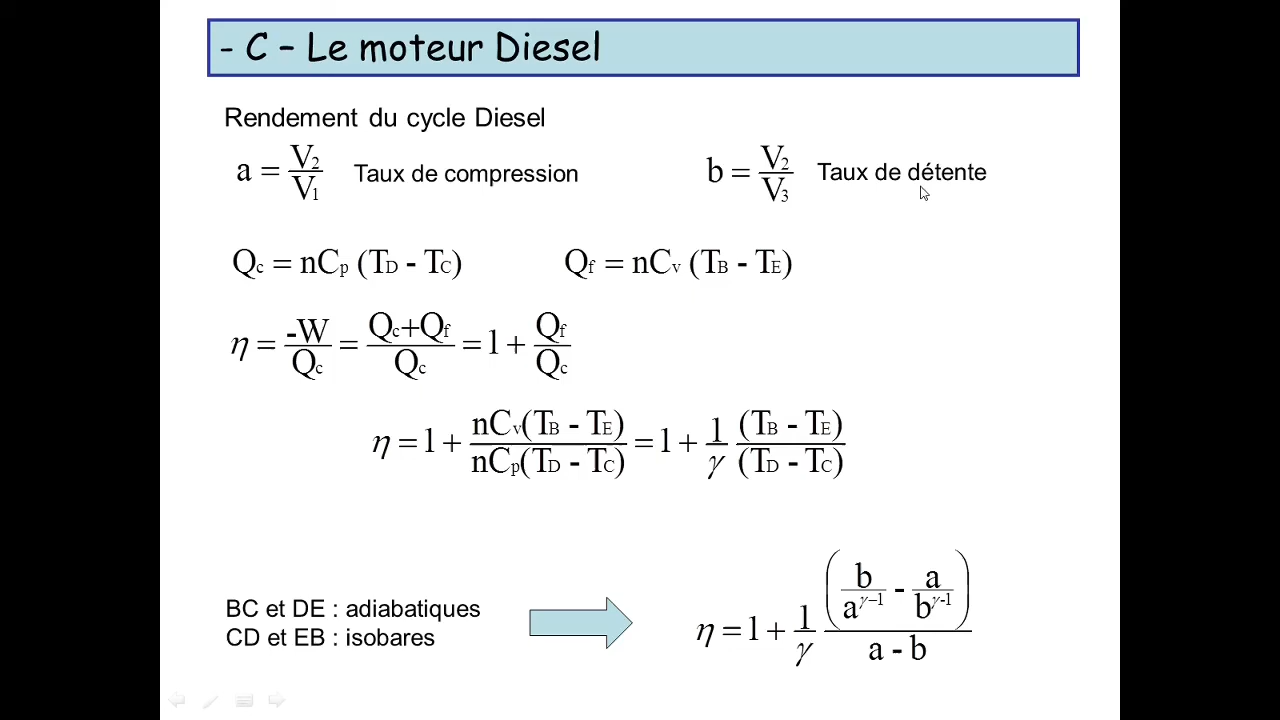 - C – Le moteur Diesel
Rendement du cycle Diesel
a = V₂/V₁ Taux de compression b = V₂/V₃ Taux de détente
Qc = nCp (TD - TC) Qf = nCv (TB - TE)
η = -W/Qc = (Qc+Qf)/Qc = 1 + Qf/Qc
η = 1 + nCv(TB - TE)/nCp(TD - TC) = 1 + 1/γ (TB - TE)/(TD - TC)
BC et DE : adiabatiques
CD et EB : isobares
η = 1 + 1/γ (b/a^(γ-1) - a/b^(γ-1))/(a - b)